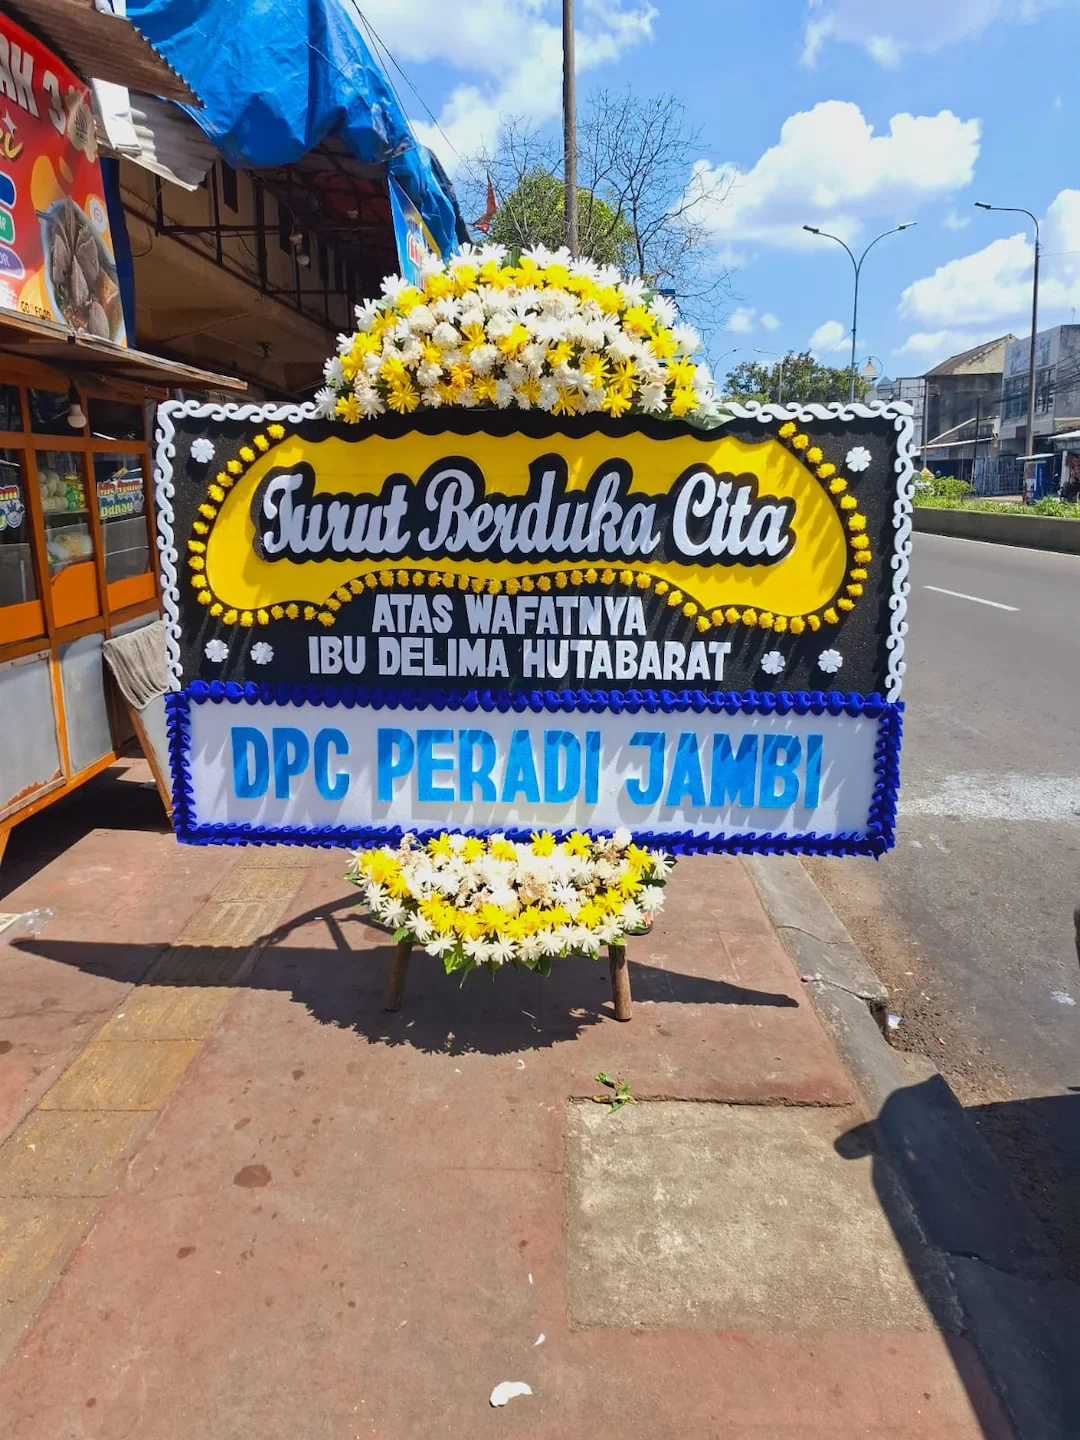 Turut Berduka Cita
ATAS WAFATNYA
IBU DELIMA HUTABARAT
DPC PERADI JAMBI